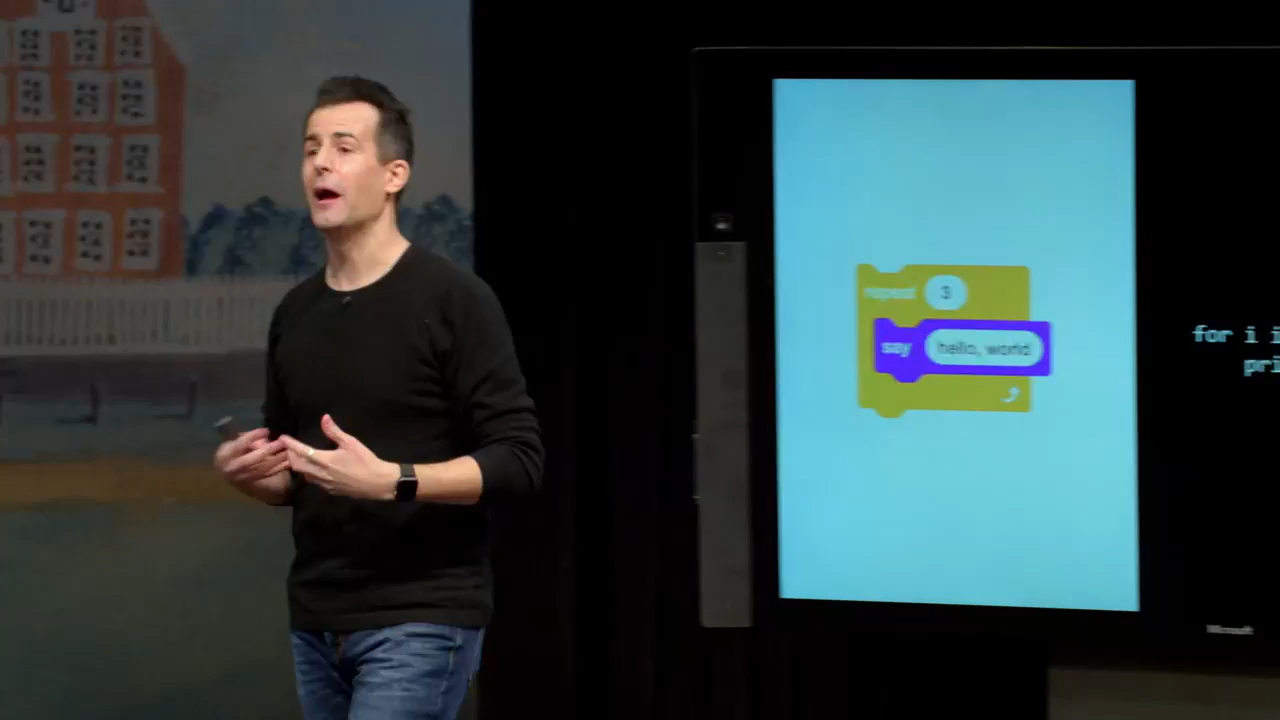 repeat 3
say hello, world
for i i
pri
Microsoft